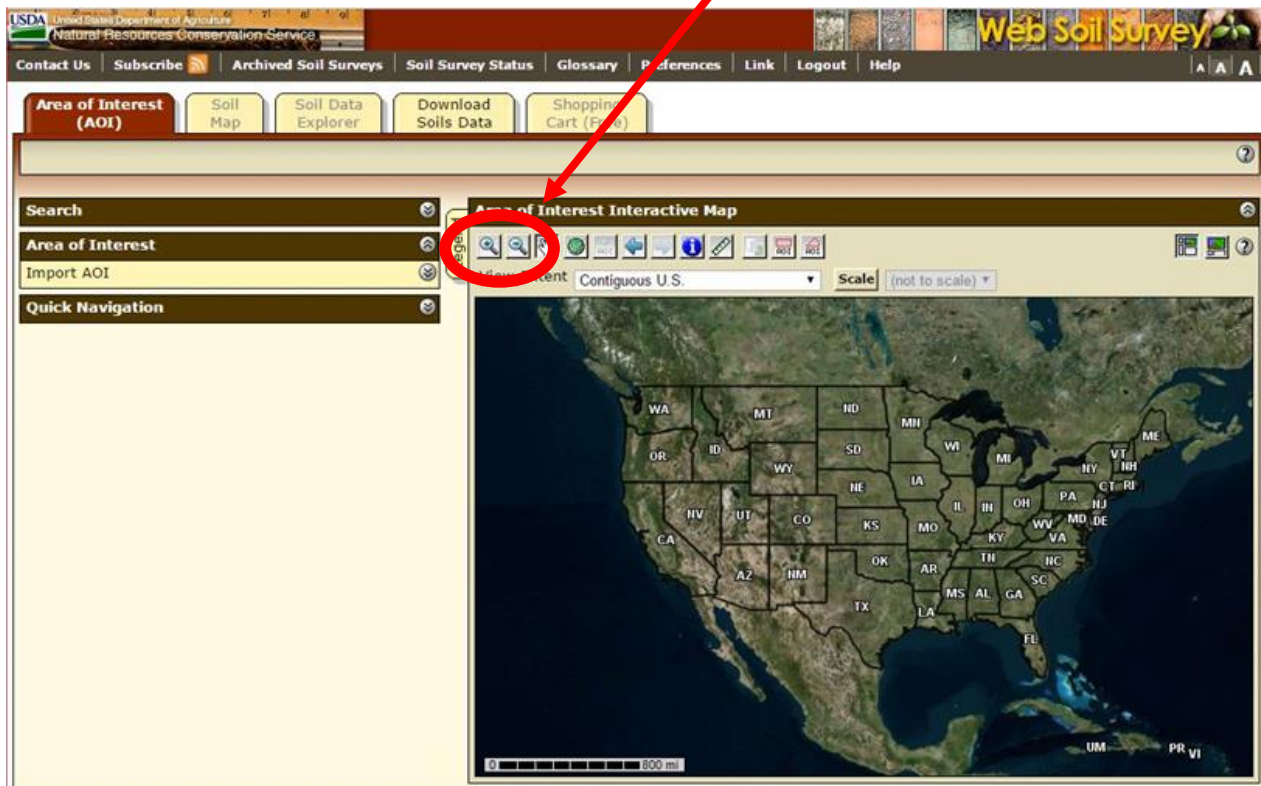 USDA United States Department of Agriculture
Natural Resources Conservation Service
Web Soil Survey
Contact Us Subscribe Archived Soil Surveys Soil Survey Status Glossary Preferences Link Logout Help A A A
Area of Interest (AOI)
Soil Map
Soil Data Explorer
Download Soils Data
Shopping Cart (Free)
Search
Area of Interest
Import AOI
Quick Navigation
Area of Interest Interactive Map
AOI AOI
View Extent Contiguous U.S. Scale (not to scale)
WA MT ND MN ME
OR ID SD WI MI VT NH
WY NY
NE IA CT RI
NV UT CO IL IN OH PA NJ
CA KS MO WV MD DE
KY VA
AZ NM OK AR TN NC
SC
TX LA MS AL GA
FL
UM PR VI
0 800 mi